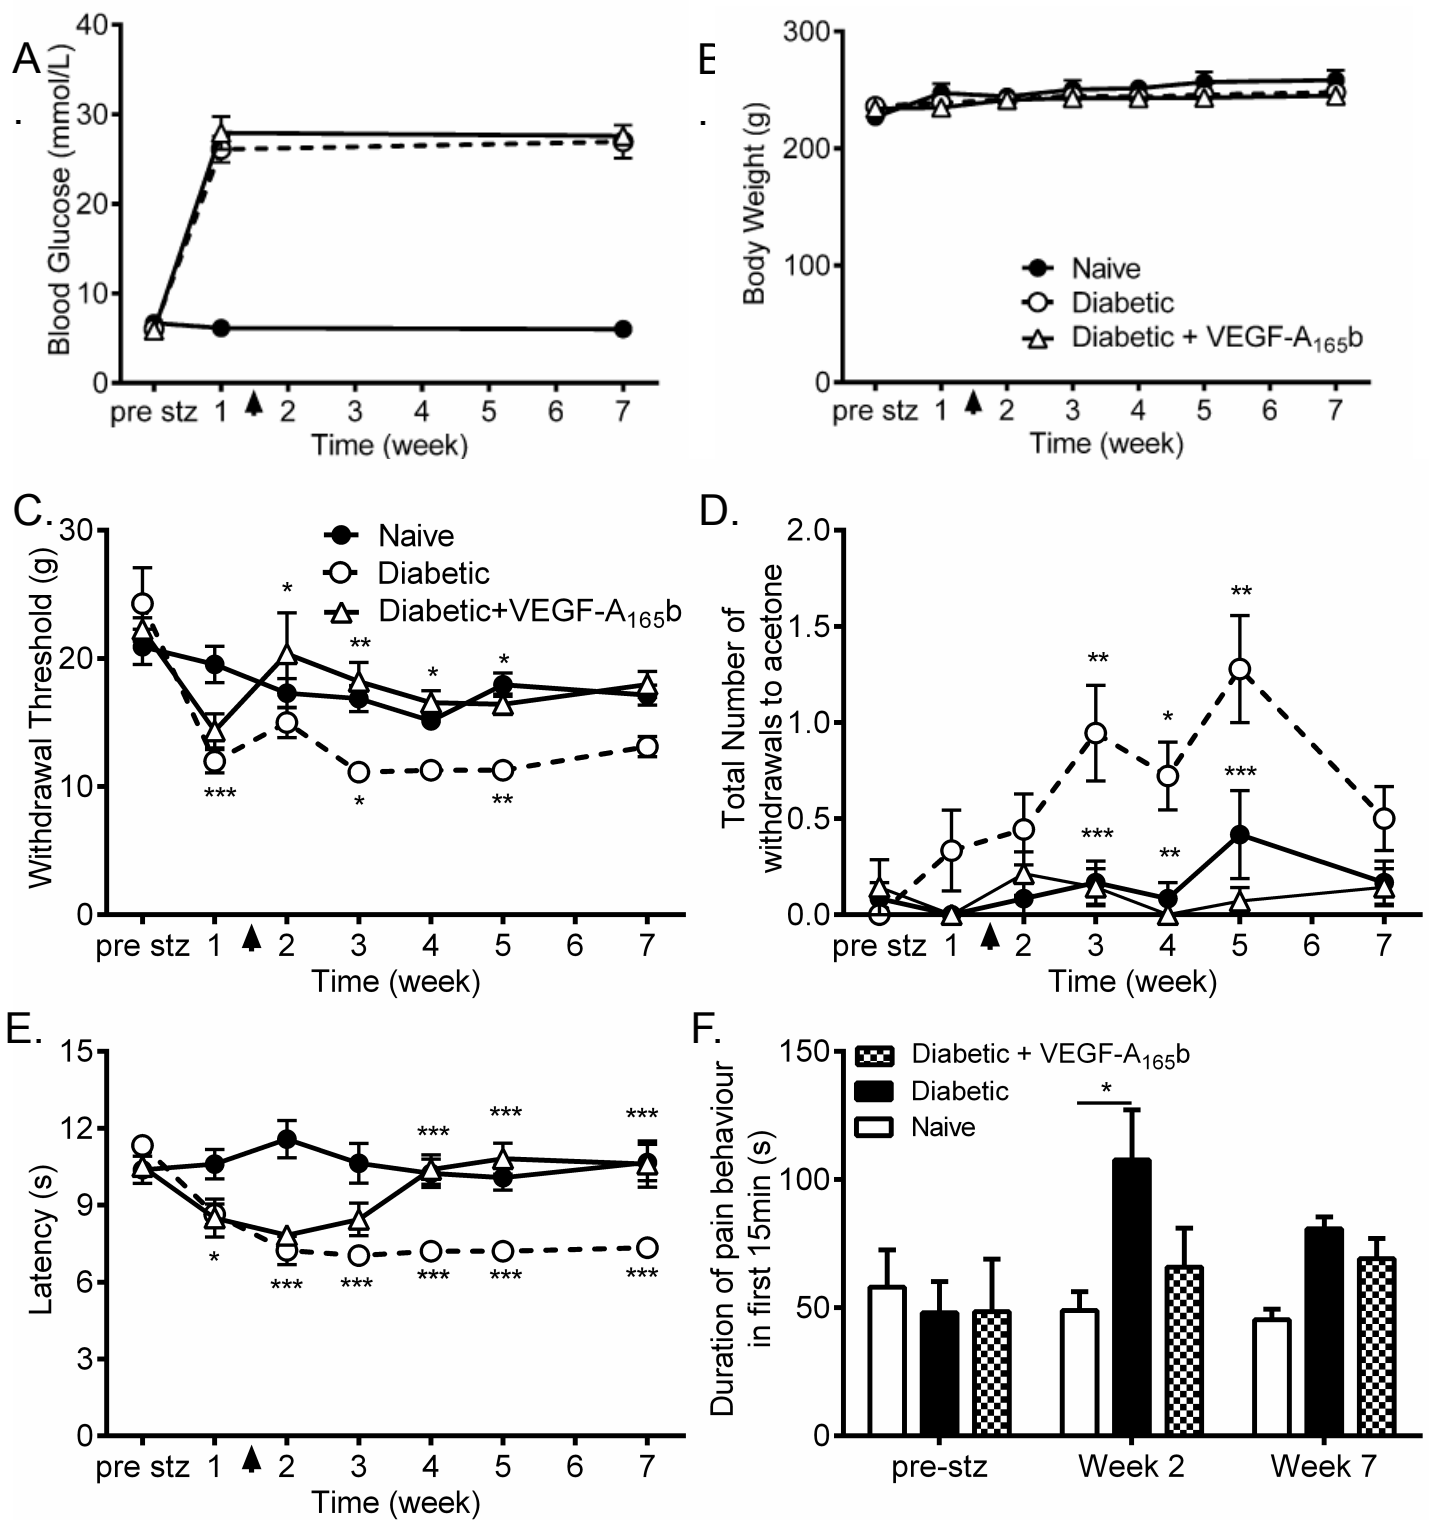 A
.
Blood Glucose (mmol/L)
40
30
20
10
0
pre stz 1 2 3 4 5 6 7
Time (week)
.
Body Weight (g)
300
200
100
0
Naive
Diabetic
Diabetic + VEGF-A165b
pre stz 1 2 3 4 5 6 7
Time (week)
C.
Withdrawal Threshold (g)
30
20
10
0
Naive
Diabetic
Diabetic+VEGF-A165b
* ** * *
*** * **
pre stz 1 2 3 4 5 6 7
Time (week)
D.
Total Number of
withdrawals to acetone
2.0
1.5
1.0
0.5
0.0
** * **
*** ** ***
pre stz 1 2 3 4 5 6 7
Time (week)
E.
Latency (s)
15
12
9
6
3
0
*** *** ***
* *** *** *** *** ***
pre stz 1 2 3 4 5 6 7
Time (week)
F.
Duration of pain behaviour
in first 15min (s)
150
100
50
0
Diabetic + VEGF-A165b
Diabetic
Naive
*
pre-stz Week 2 Week 7